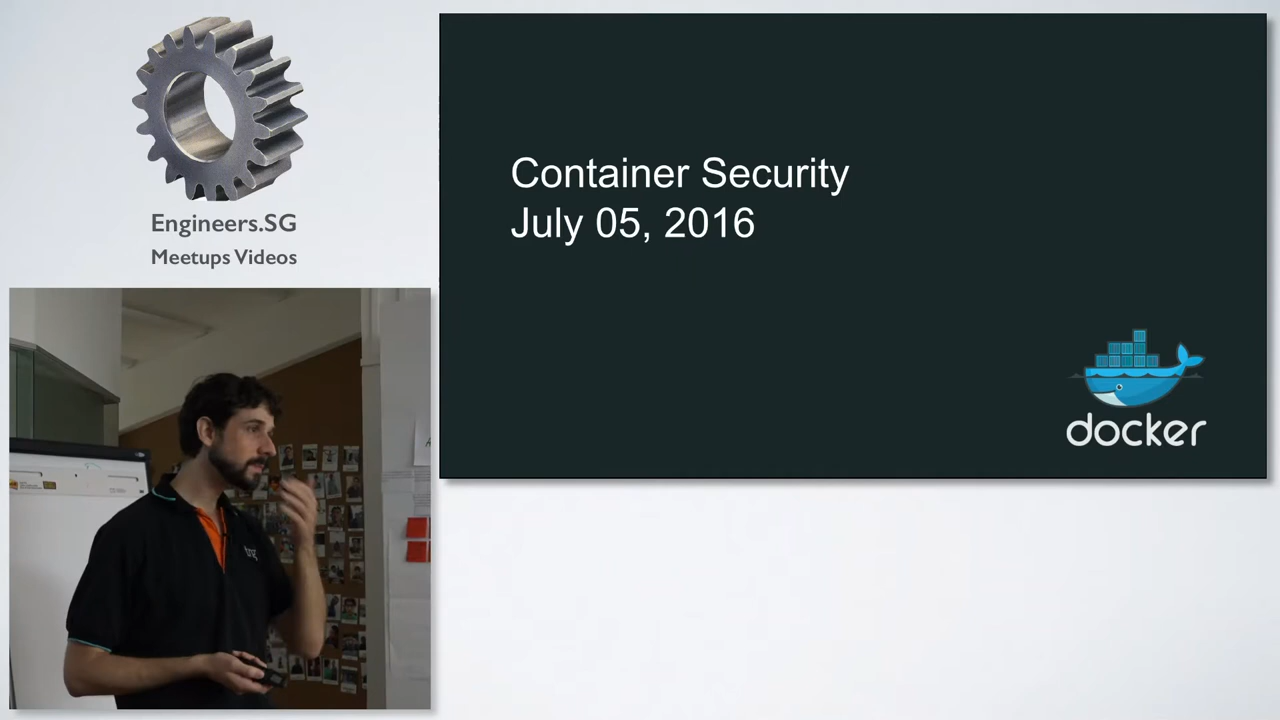 Engineers.SG
Meetups Videos
Container Security
July 05, 2016
docker